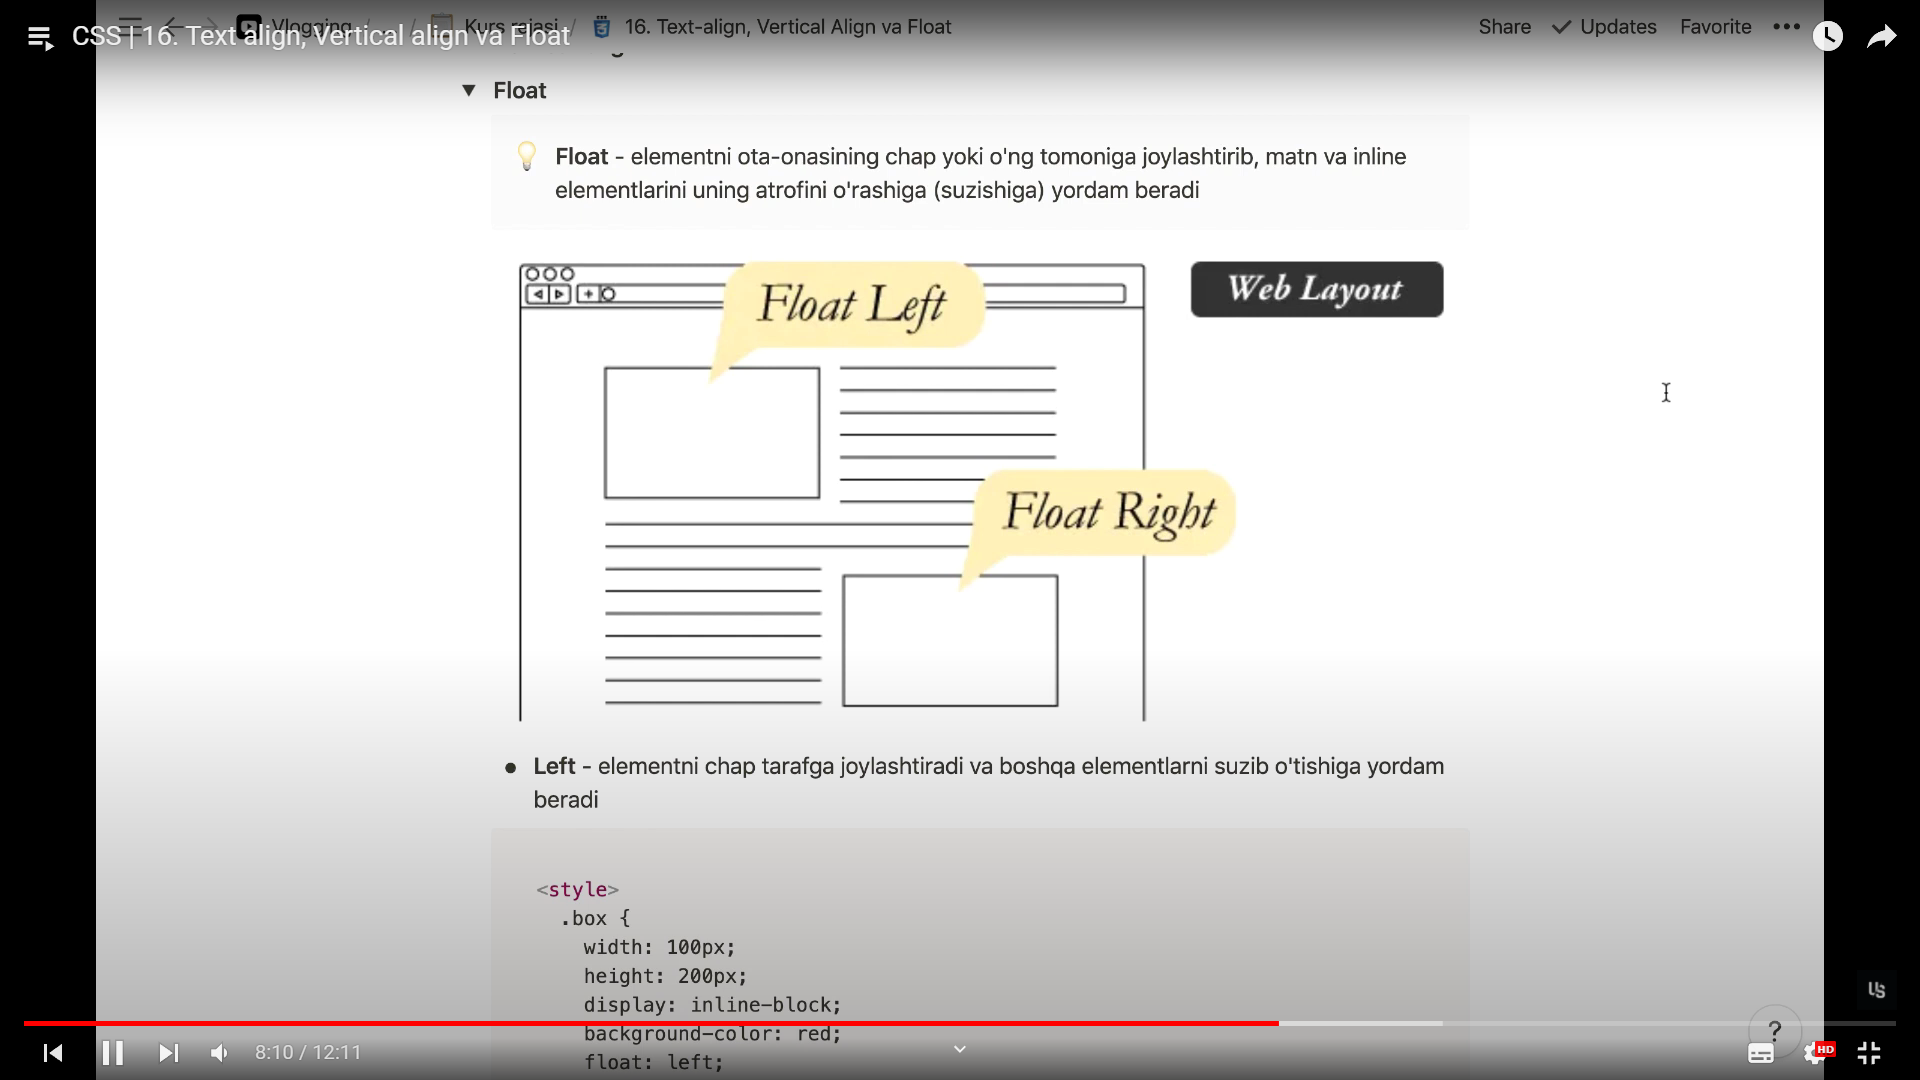 CSS | 16. Text align, Vertical align va Float
Vlogging / ... / Kurs rejasi / 16. Text-align, Vertical Align va Float
Share Updates Favorite
Float
Float - elementni ota-onasining chap yoki o'ng tomoniga joylashtirib, matn va inline
elementlarini uning atrofini o'rashiga (suzishiga) yordam beradi
Float Left
Web Layout
Float Right
Left - elementni chap tarafga joylashtiradi va boshqa elementlarni suzib o'tishiga yordam
beradi
<style>
.box {
width: 100px;
height: 200px;
display: inline-block;
background-color: red;
float: left;
?
8:10 / 12:11
HD